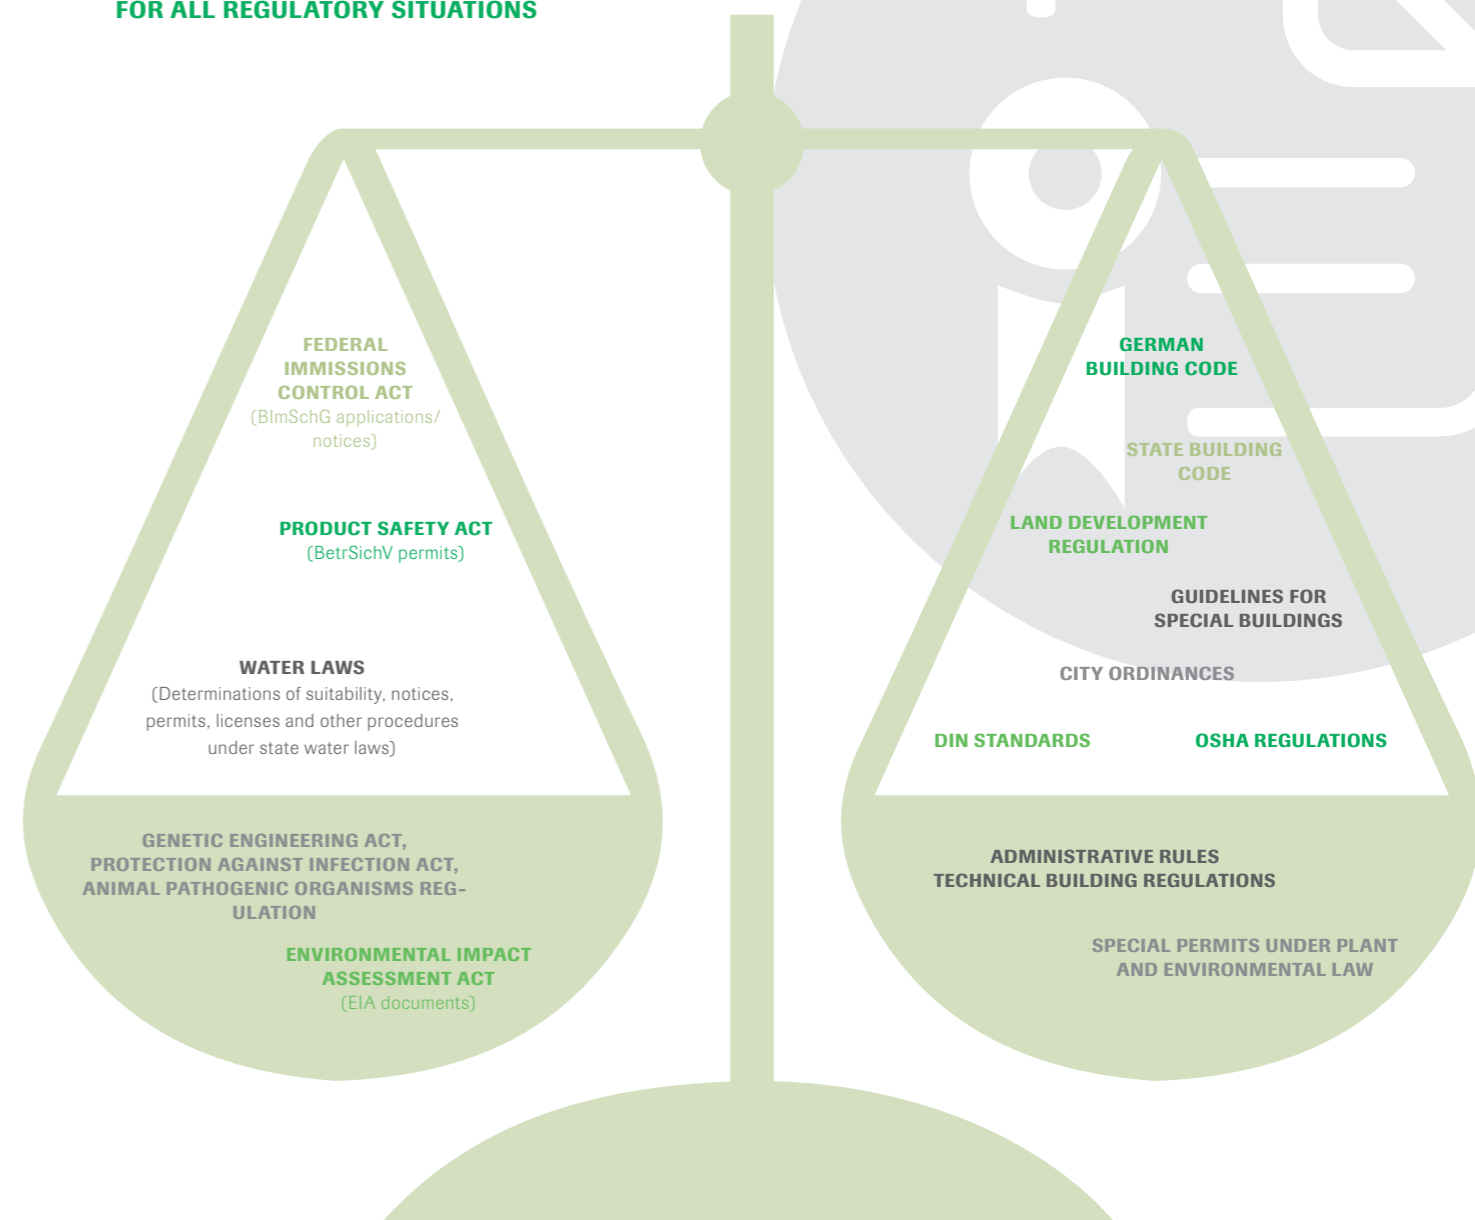 FOR ALL REGULATORY SITUATIONS
FEDERAL
IMMISSIONS
CONTROL ACT
(BImSchG applications/
notices)
PRODUCT SAFETY ACT
(BetrSichV permits)
WATER LAWS
(Determinations of suitability, notices,
permits, licenses and other procedures
under state water laws)
GENETIC ENGINEERING ACT,
PROTECTION AGAINST INFECTION ACT,
ANIMAL PATHOGENIC ORGANISMS REG-
ULATION
ENVIRONMENTAL IMPACT
ASSESSMENT ACT
(EIA documents)
GERMAN
BUILDING CODE
STATE BUILDING
CODE
LAND DEVELOPMENT
REGULATION
GUIDELINES FOR
SPECIAL BUILDINGS
CITY ORDINANCES
DIN STANDARDS
OSHA REGULATIONS
ADMINISTRATIVE RULES
TECHNICAL BUILDING REGULATIONS
SPECIAL PERMITS UNDER PLANT
AND ENVIRONMENTAL LAW